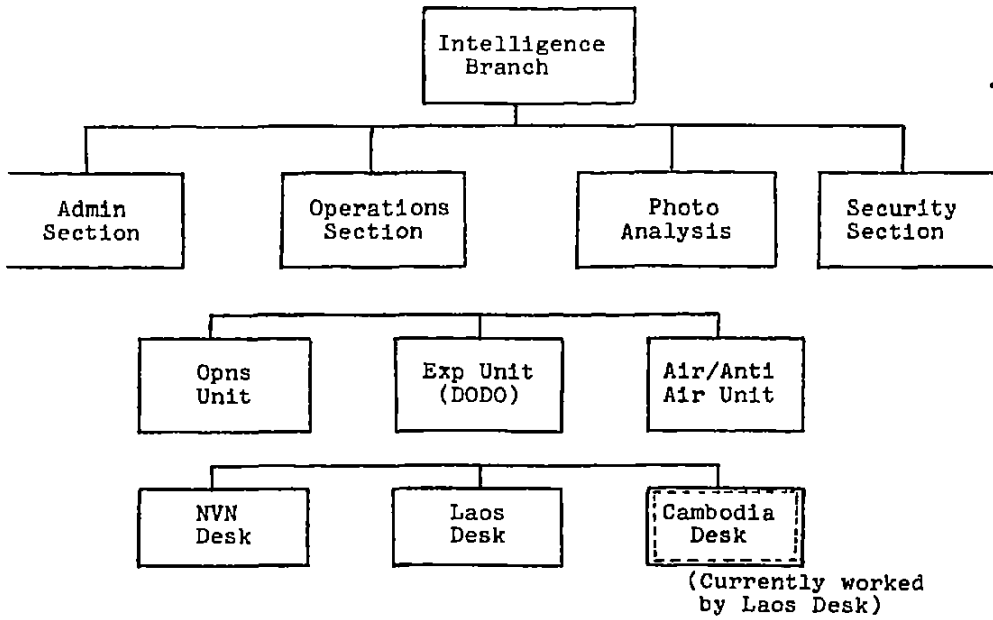 Intelligence
Branch
Admin
Section
Operations
Section
Photo
Analysis
Security
Section
Opns
Unit
Exp Unit
(DODO)
Air/Anti
Air Unit
NVN
Desk
Laos
Desk
Cambodia
Desk
(Currently worked
by Laos Desk)